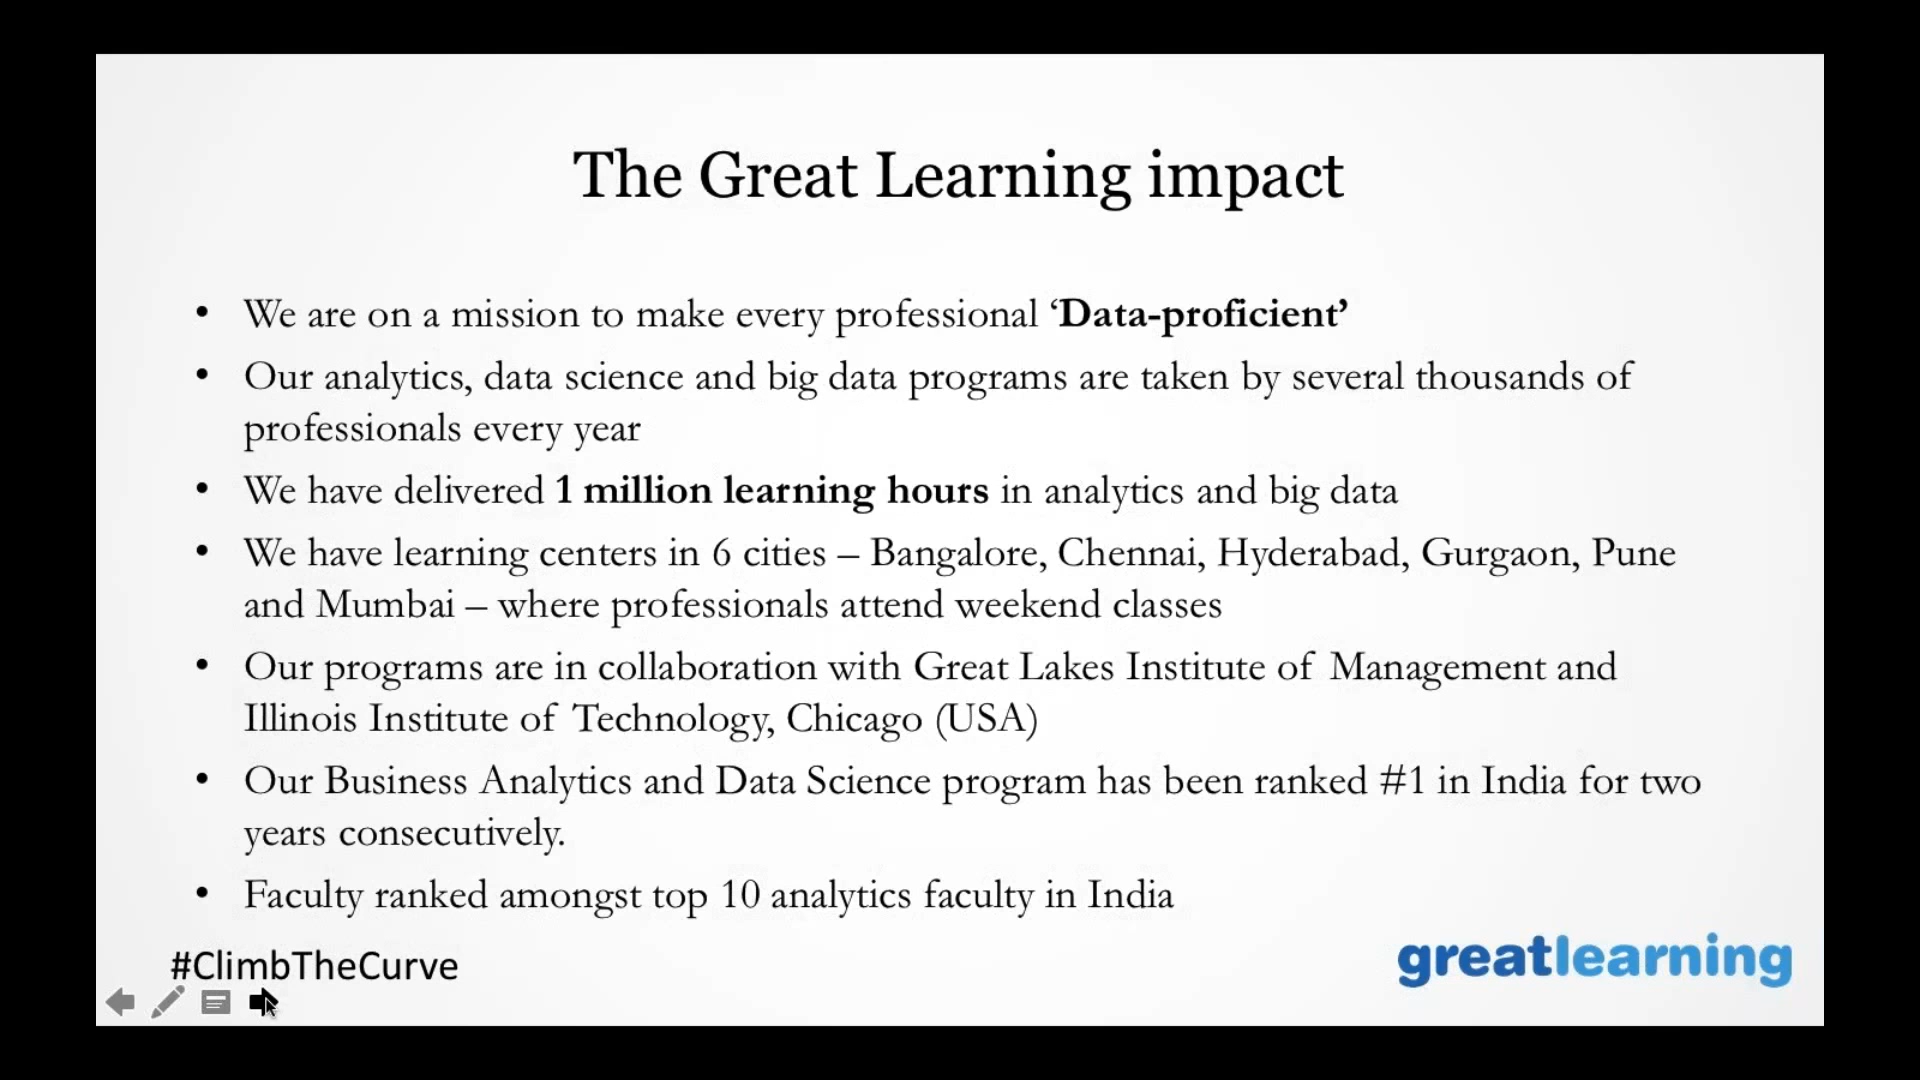 The Great Learning impact
• We are on a mission to make every professional ‘Data-proficient’
• Our analytics, data science and big data programs are taken by several thousands of
professionals every year
• We have delivered 1 million learning hours in analytics and big data
• We have learning centers in 6 cities – Bangalore, Chennai, Hyderabad, Gurgaon, Pune
and Mumbai – where professionals attend weekend classes
• Our programs are in collaboration with Great Lakes Institute of Management and
Illinois Institute of Technology, Chicago (USA)
• Our Business Analytics and Data Science program has been ranked #1 in India for two
years consecutively.
• Faculty ranked amongst top 10 analytics faculty in India
#ClimbTheCurve
greatlearning